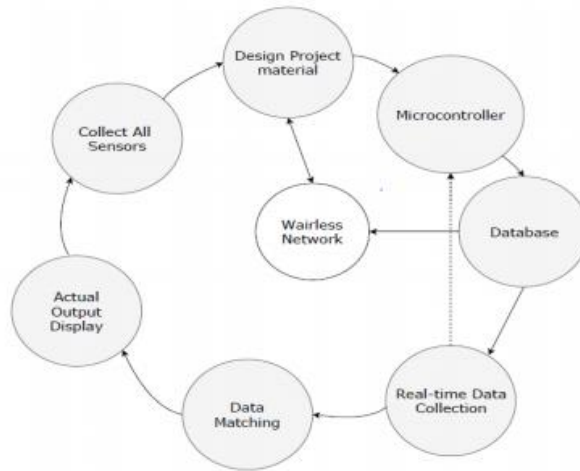 Design Project
material
Microcontroller
Collect All
Sensors
Wairless
Network
Database
Actual
Output
Display
Real-time Data
Collection
Data
Matching